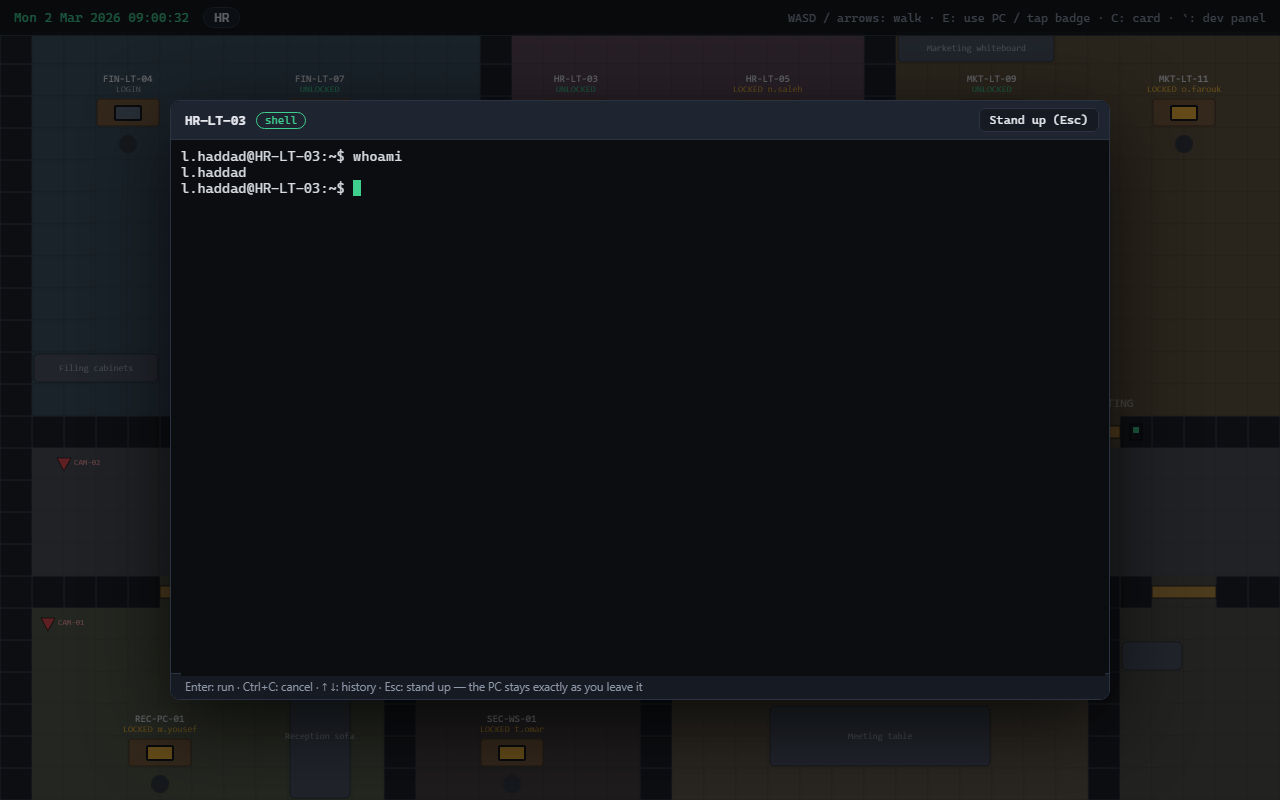 Mon 2 Mar 2026 09:00:32 HR WASD / arrows: walk · E: use PC / tap badge · C: card · `: dev panel
Marketing whiteboard
FIN-LT-04 FIN-LT-07 HR-LT-03 HR-LT-05 MKT-LT-09 MKT-LT-11
LOGIN UNLOCKED UNLOCKED LOCKED n.saleh UNLOCKED LOCKED o.farouk
HR-LT-03 shell Stand up (Esc)
l.haddad@HR-LT-03:~$ whoami
l.haddad
l.haddad@HR-LT-03:~$
Filing cabinets
TING
CAM-02
CAM-01
Enter: run · Ctrl+C: cancel · ↑↓: history · Esc: stand up — the PC stays exactly as you leave it
REC-PC-01 SEC-WS-01
LOCKED m.yousef LOCKED t.omar
Reception sofa Meeting table